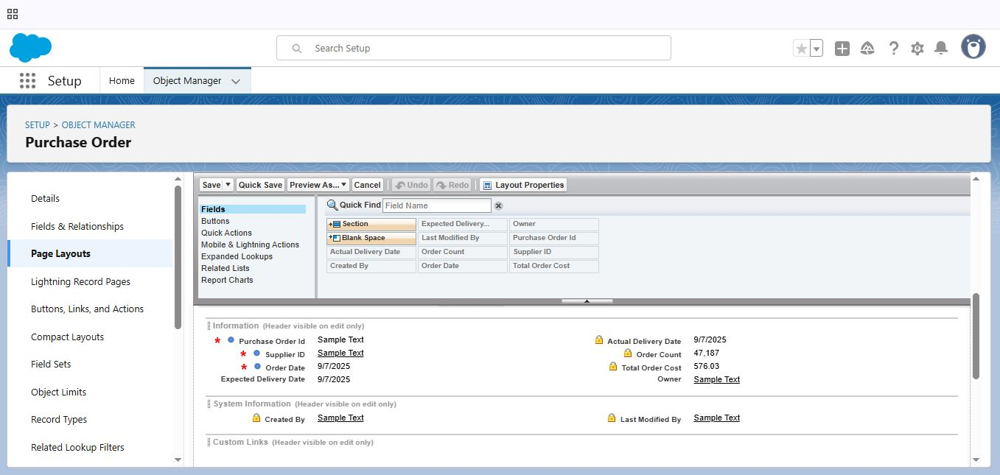 Search Setup
Setup
Home
Object Manager
SETUP > OBJECT MANAGER
Purchase Order
Details
Fields & Relationships
Page Layouts
Lightning Record Pages
Buttons, Links, and Actions
Compact Layouts
Field Sets
Object Limits
Record Types
Related Lookup Filters
Save Quick Save Preview As... Cancel Undo Redo Layout Properties
Fields
Buttons
Quick Actions
Mobile & Lightning Actions
Expanded Lookups
Related Lists
Report Charts
Quick Find Field Name
Section Expected Delivery... Owner
Blank Space Last Modified By Purchase Order Id
Actual Delivery Date Order Count Supplier ID
Created By Order Date Total Order Cost
Information (Header visible on edit only)
* Purchase Order Id Sample Text Actual Delivery Date 9/7/2025
* Supplier ID Sample Text Order Count 47,187
* Order Date 9/7/2025 Total Order Cost 576.03
Expected Delivery Date 9/7/2025 Owner Sample Text
System Information (Header visible on edit only)
Created By Sample Text Last Modified By Sample Text
Custom Links (Header visible on edit only)